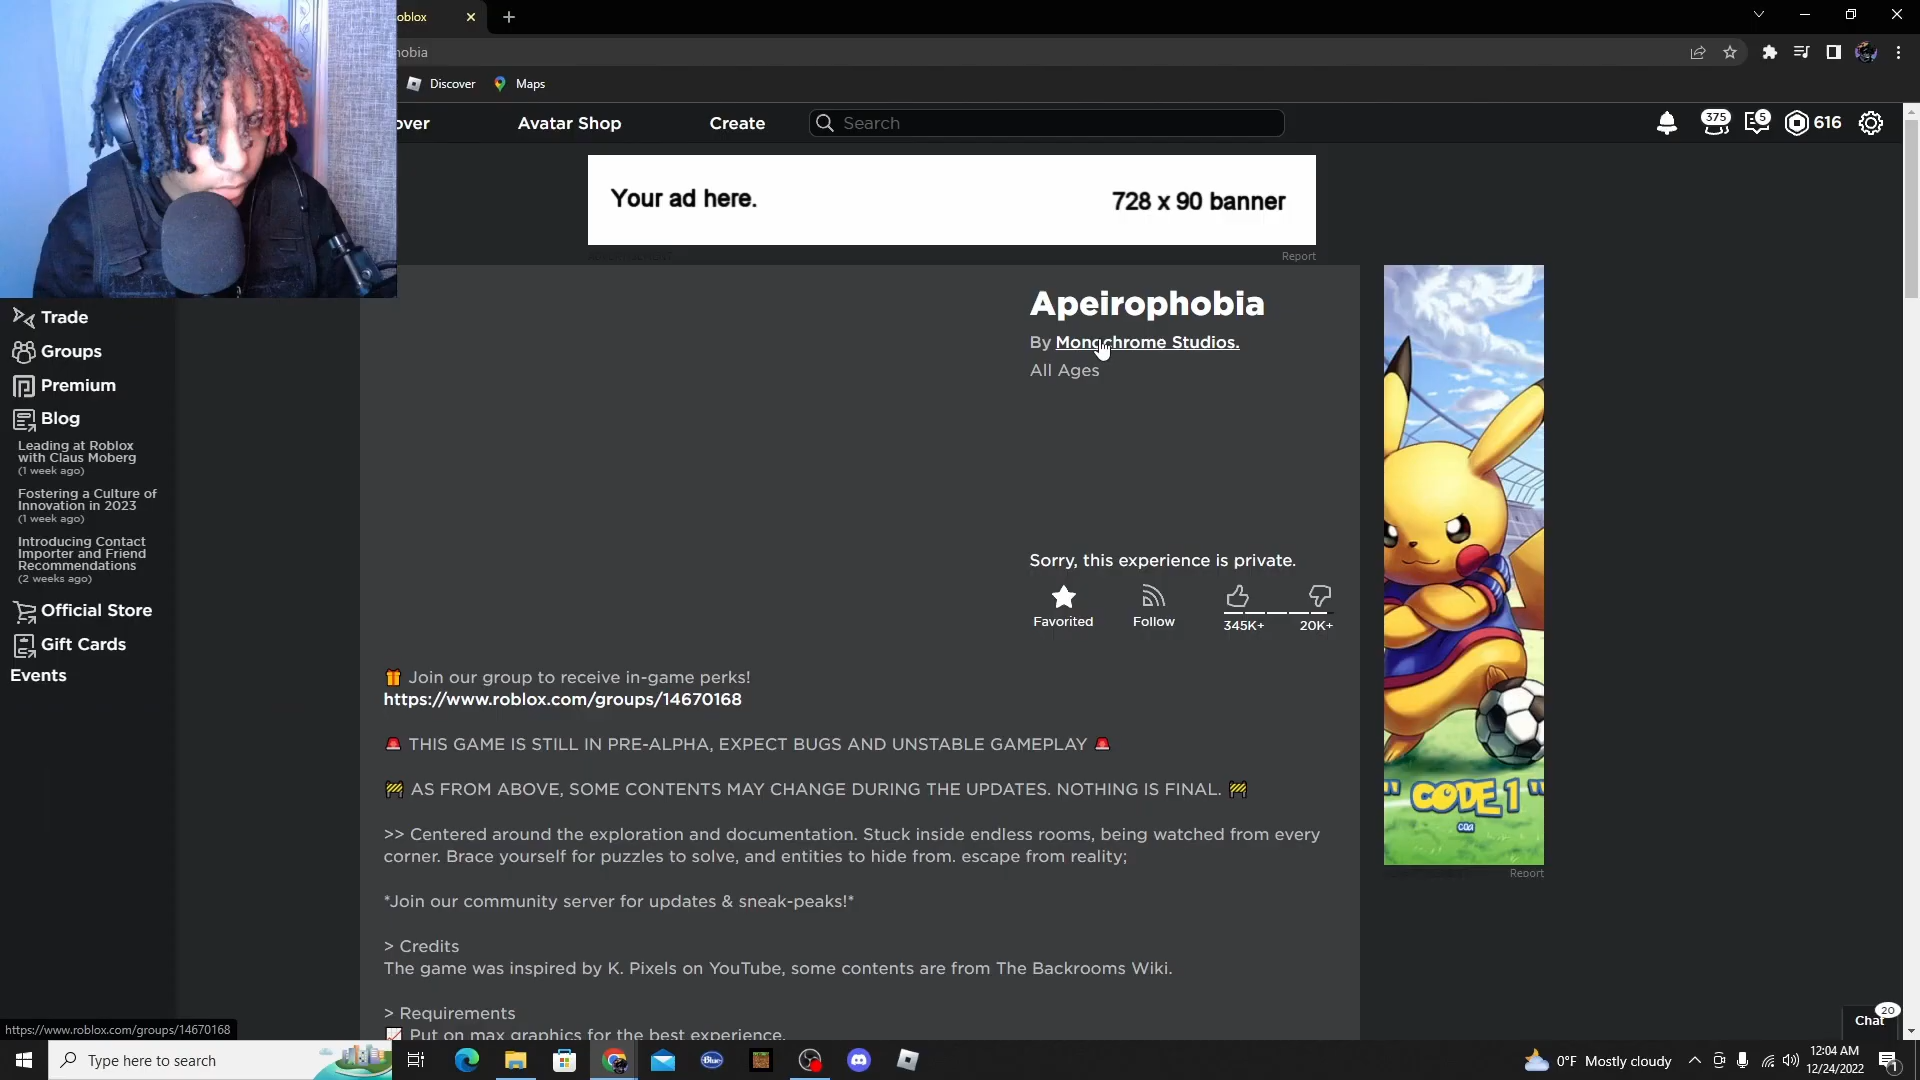 oblox
hobia
Discover
Maps
over
Avatar Shop
Create
Search
375
5
616
Your ad here.
728 x 90 banner
Report
Trade
Groups
Premium
Blog
Leading at Roblox
with Claus Moberg
(1 week ago)
Fostering a Culture of
Innovation in 2023
(1 week ago)
Introducing Contact
Importer and Friend
Recommendations
(2 weeks ago)
Official Store
Gift Cards
Events
Apeirophobia
By Monochrome Studios.
All Ages
Sorry, this experience is private.
Favorited
Follow
345K+
20K+
🎁 Join our group to receive in-game perks!
https://www.roblox.com/groups/14670168
🚨 THIS GAME IS STILL IN PRE-ALPHA, EXPECT BUGS AND UNSTABLE GAMEPLAY 🚨
🚧 AS FROM ABOVE, SOME CONTENTS MAY CHANGE DURING THE UPDATES. NOTHING IS FINAL. 🚧
>> Centered around the exploration and documentation. Stuck inside endless rooms, being watched from every
corner. Brace yourself for puzzles to solve, and entities to hide from. escape from reality;
*Join our community server for updates & sneak-peaks!*
> Credits
The game was inspired by K. Pixels on YouTube, some contents are from The Backrooms Wiki.
> Requirements
📈 Put on max graphics for the best experience.
" CODE 1 "
Report
Chat
20
https://www.roblox.com/groups/14670168
Type here to search
Blue
0°F Mostly cloudy
12:04 AM
12/24/2022
1